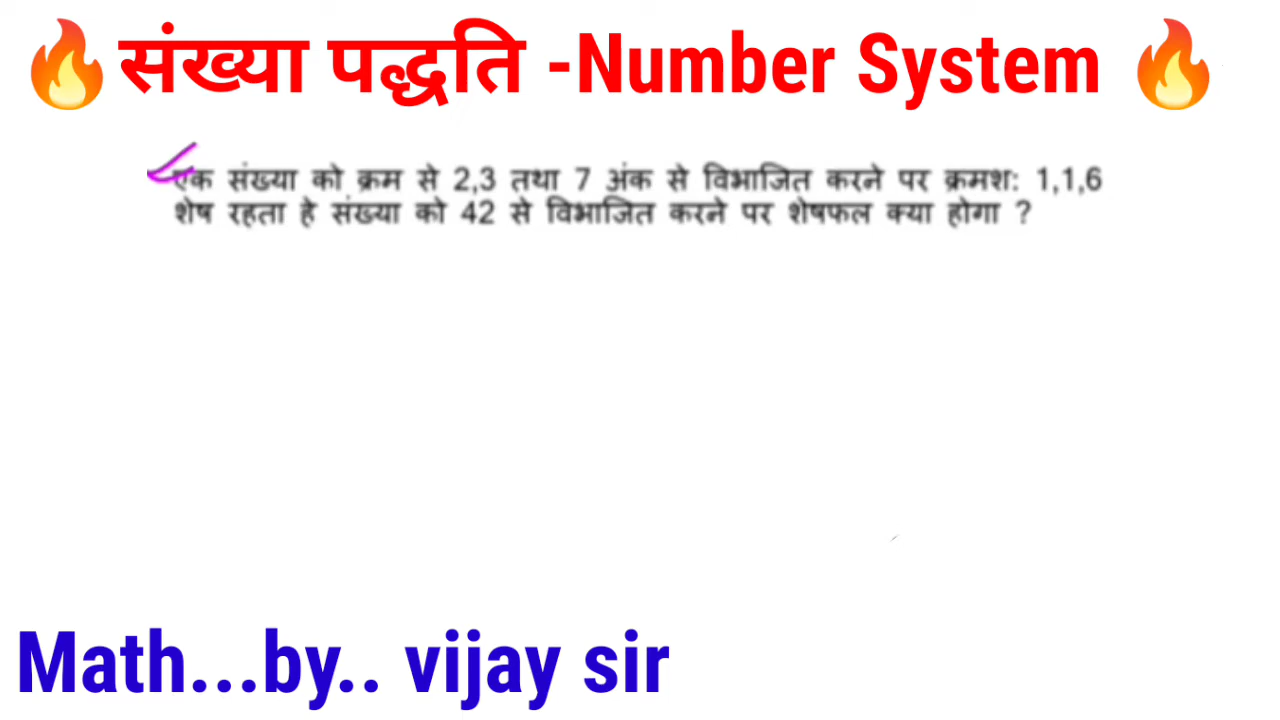 🔥संख्या पद्धति -Number System 🔥
एक संख्या को क्रम से 2,3 तथा 7 अंक से विभाजित करने पर क्रमश: 1,1,6
शेष रहता हे संख्या को 42 से विभाजित करने पर शेषफल क्या होगा ?
Math...by.. vijay sir